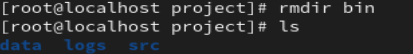 [root@localhost project]# rmdir bin
[root@localhost project]# ls
data  logs  src